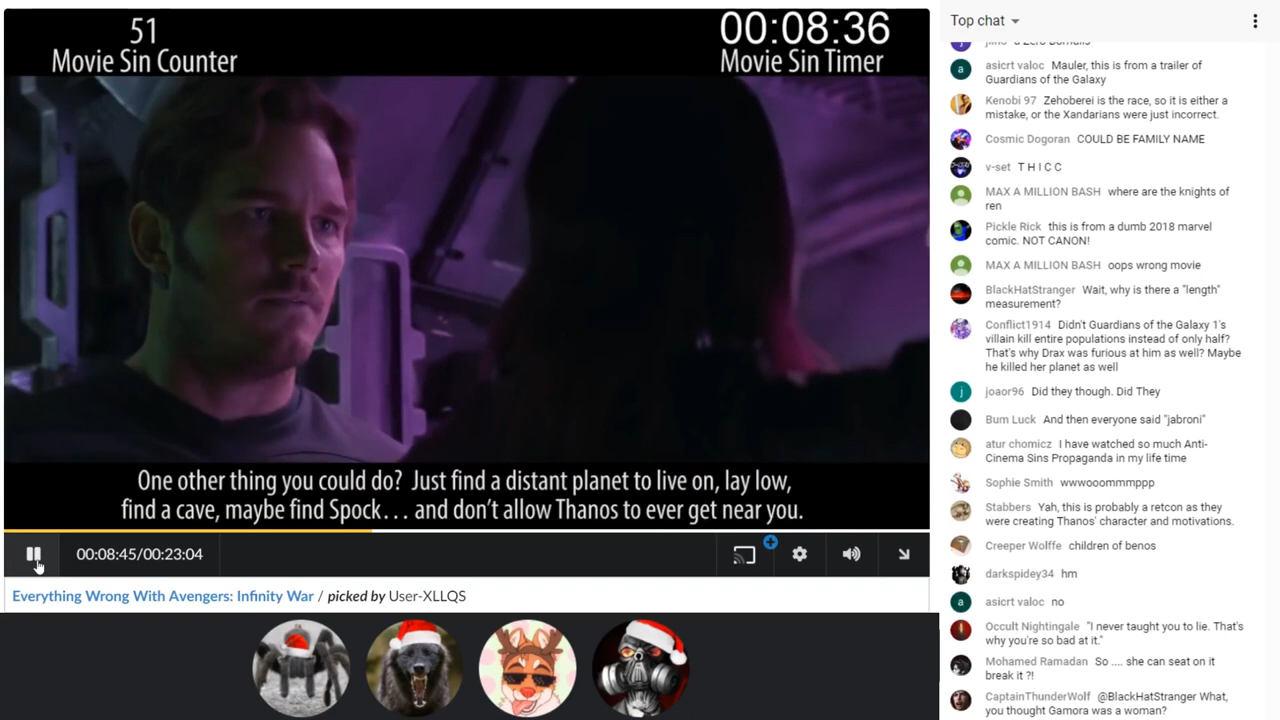 51
Movie Sin Counter
00:08:36
Movie Sin Timer
One other thing you could do? Just find a distant planet to live on, lay low,
find a cave, maybe find Spock... and don't allow Thanos to ever get near you.
00:08:45/00:23:04
Everything Wrong With Avengers: Infinity War / picked by User-XLLQS
Top chat
asicrt valoc Mauler, this is from a trailer of
Guardians of the Galaxy
Kenobi 97 Zehoberei is the race, so it is either a
mistake, or the Xandarians were just incorrect.
Cosmic Dogoran COULD BE FAMILY NAME
v-set T H I C C
MAX A MILLION BASH where are the knights of
ren
Pickle Rick this is from a dumb 2018 marvel
comic. NOT CANON!
MAX A MILLION BASH oops wrong movie
BlackHatStranger Wait, why is there a "length"
measurement?
Conflict1914 Didn't Guardians of the Galaxy 1's
villain kill entire populations instead of only half?
That's why Drax was furious at him as well? Maybe
he killed her planet as well
joaor96 Did they though. Did They
Bum Luck And then everyone said "jabroni"
atur chomicz I have watched so much Anti-
Cinema Sins Propaganda in my life time
Sophie Smith wwwooommmppp
Stabbers Yah, this is probably a retcon as they
were creating Thanos' character and motivations.
Creeper Wolffe children of benos
darkspidey34 hm
asicrt valoc no
Occult Nightingale "I never taught you to lie. That's
why you're so bad at it."
Mohamed Ramadan So .... she can seat on it
break it ?!
CaptainThunderWolf @BlackHatStranger What,
you thought Gamora was a woman?